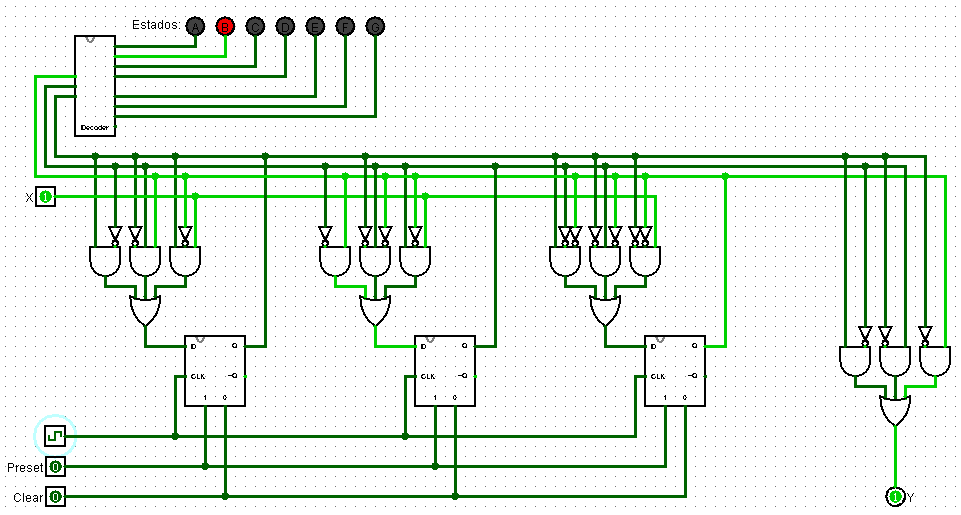 Estados: A B C D E F G
Decoder
X 1
D Q
CLK ~Q
1 0
D Q
CLK ~Q
1 0
D Q
CLK ~Q
1 0
Preset 0
Clear 0
1 Y